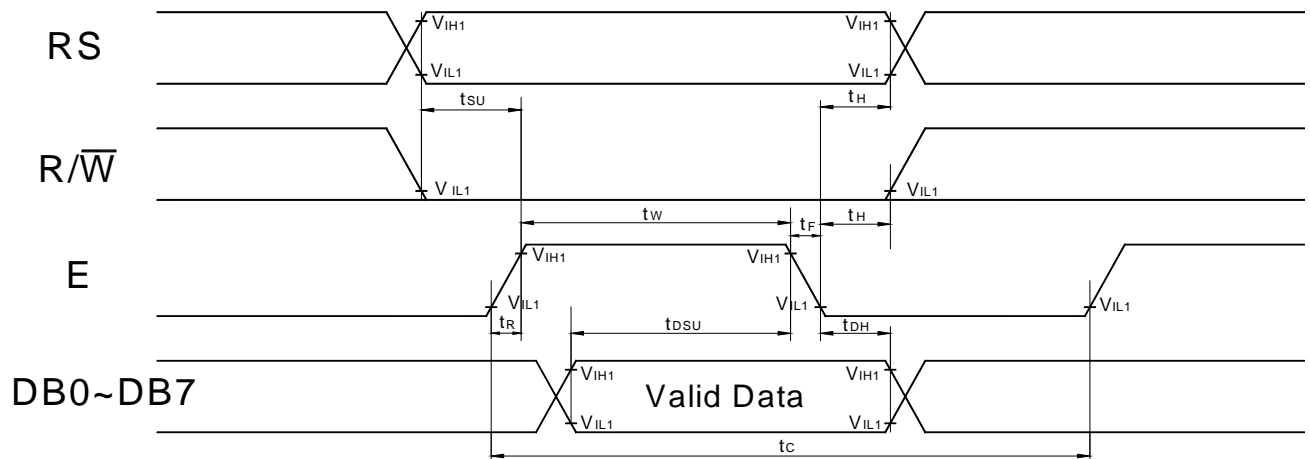 RS
VIH1
VIH1
VIL1
VIL1
tSU
tH
R/W̅
VIL1
VIL1
tW
tF
tH
E
VIH1
VIH1
VIL1
VIL1
VIL1
tR
tDSU
tDH
DB0~DB7
VIH1
Valid Data
VIH1
VIL1
VIL1
tC